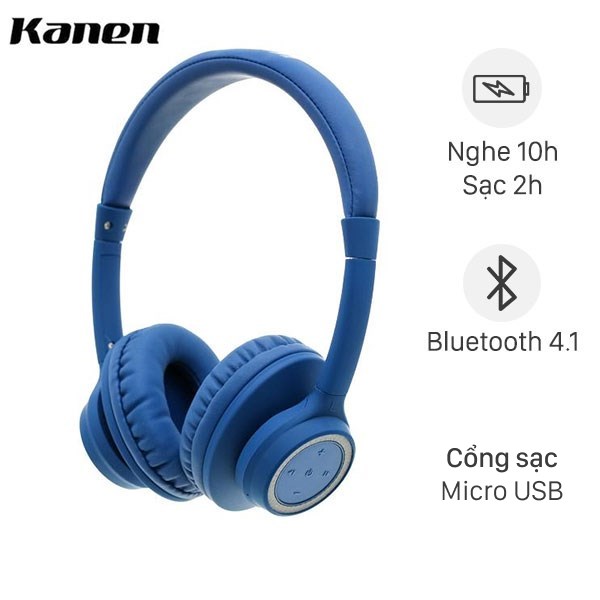 Kanen
Nghe 10h
Sạc 2h
Bluetooth 4.1
Cổng sạc
Micro USB